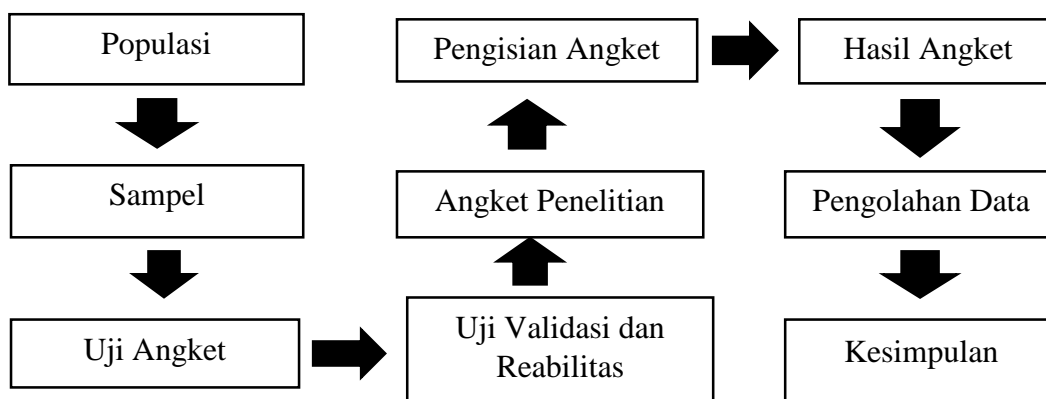 Populasi
Sampel
Uji Angket
Uji Validasi dan
Reabilitas
Angket Penelitian
Pengisian Angket
Hasil Angket
Pengolahan Data
Kesimpulan